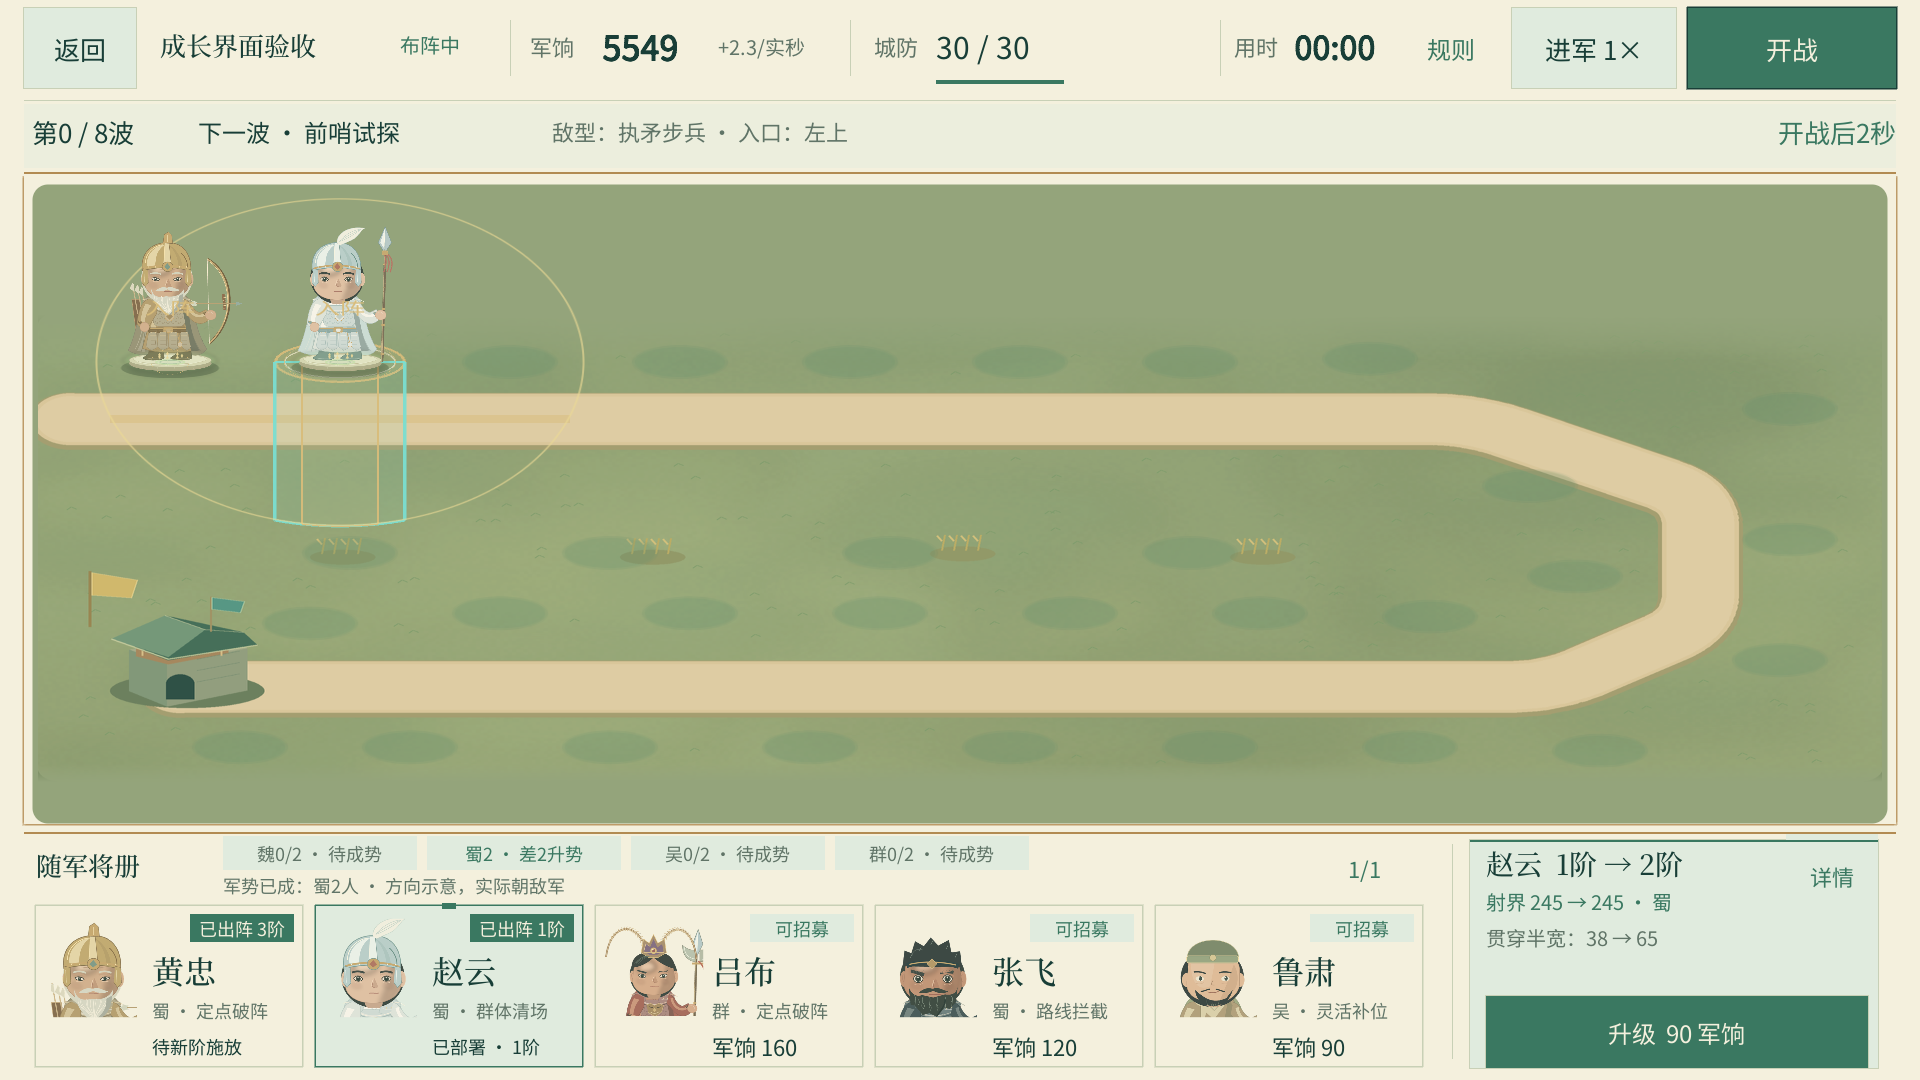 返回
成长界面验收
布阵中
军饷 5549 +2.3/实秒
城防 30 / 30
用时 00:00
规则
进军 1×
开战
第0 / 8波
下一波 · 前哨试探
敌型：执矛步兵 · 入口：左上
开战后2秒
随军将册
魏0/2 · 待成势
蜀2 · 差2升势
吴0/2 · 待成势
群0/2 · 待成势
军势已成：蜀2人 · 方向示意，实际朝敌军
1/1
已出阵 3阶
黄忠
蜀 · 定点破阵
待新阶施放
已出阵 1阶
赵云
蜀 · 群体清场
已部署 · 1阶
可招募
吕布
群 · 定点破阵
军饷 160
可招募
张飞
蜀 · 路线拦截
军饷 120
可招募
鲁肃
吴 · 灵活补位
军饷 90
赵云 1阶 → 2阶
详情
射界 245 → 245 · 蜀
贯穿半宽：38 → 65
升级 90 军饷